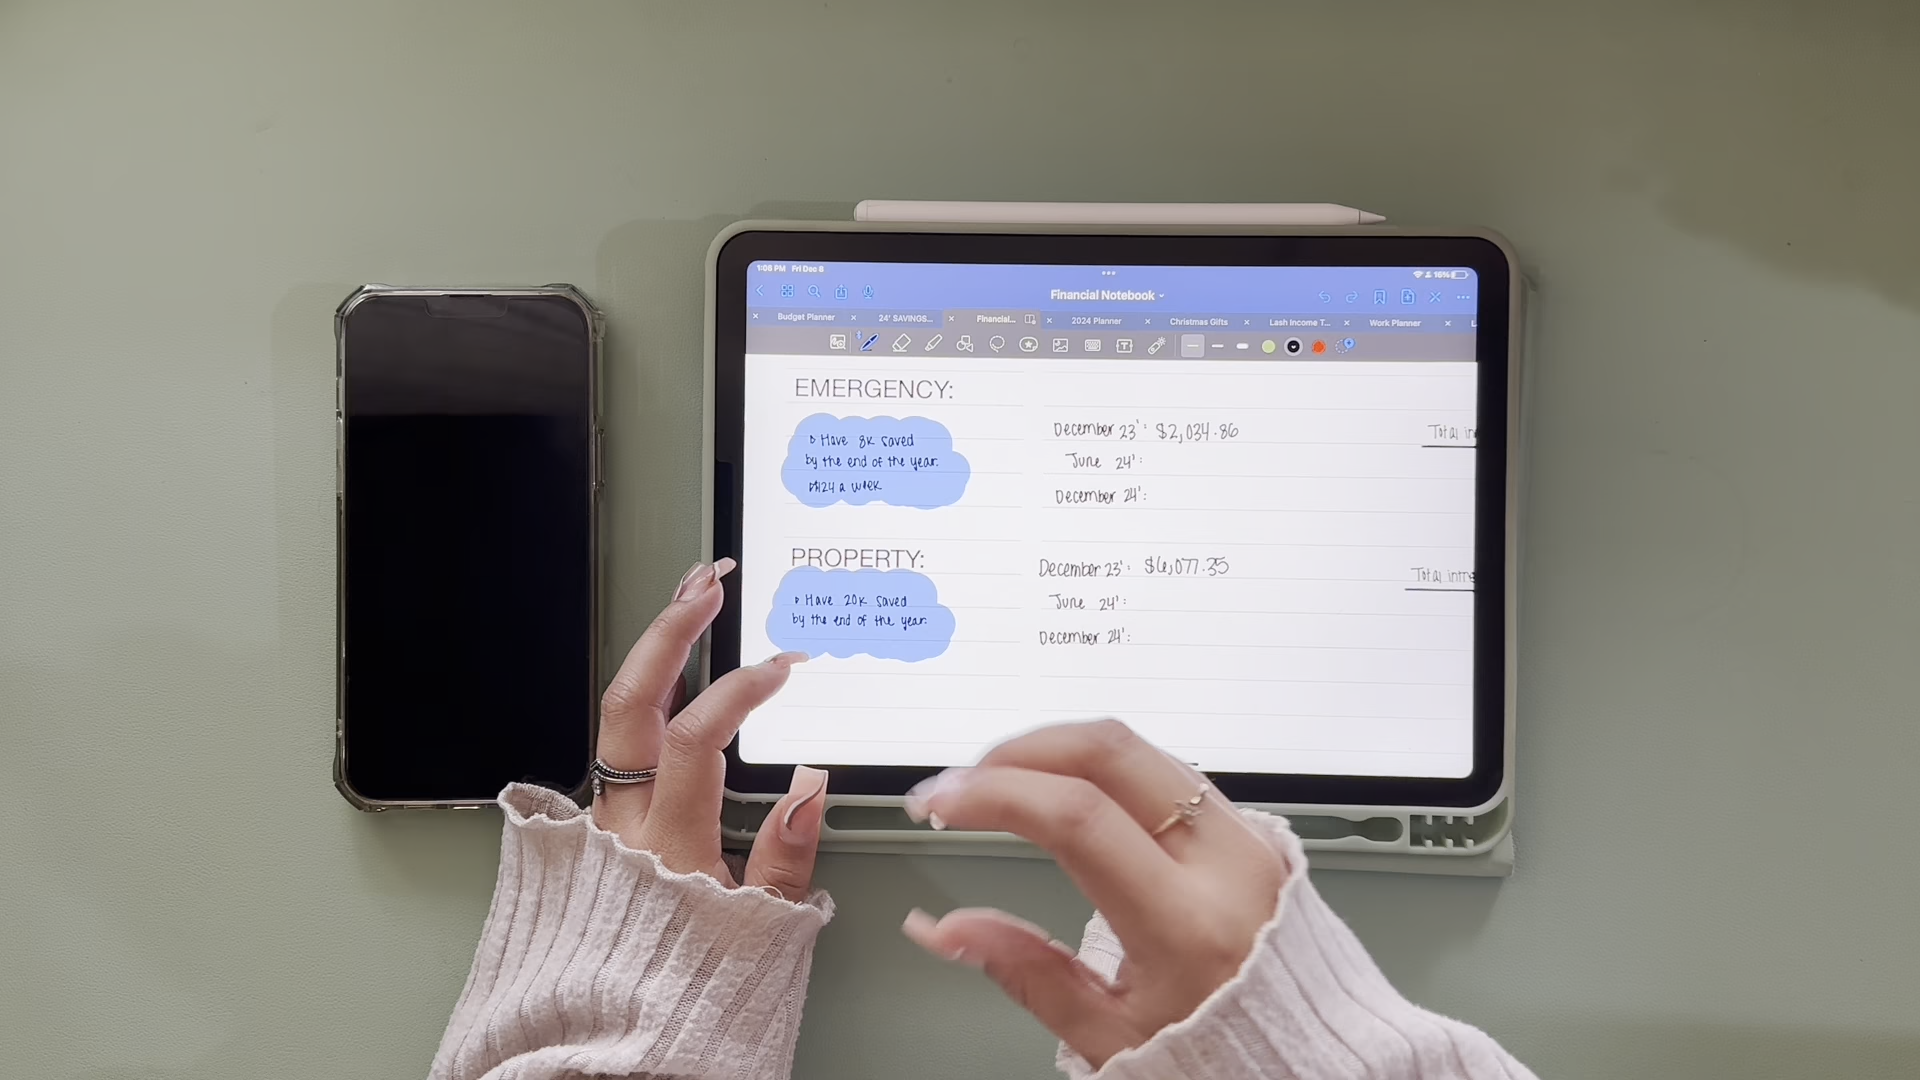 1:08 PM Fri Dec 8
16%
Financial Notebook
Budget Planner
24' SAVINGS...
Financial...
2024 Planner
Christmas Gifts
Lash Income T...
Work Planner
EMERGENCY:
Have 8k saved
by the end of the year.
$124 a week
December 23': $2,034.86
June 24':
December 24':
Total in
PROPERTY:
Have 20k saved
by the end of the year.
December 23': $6,077.35
June 24':
December 24':
Total inte